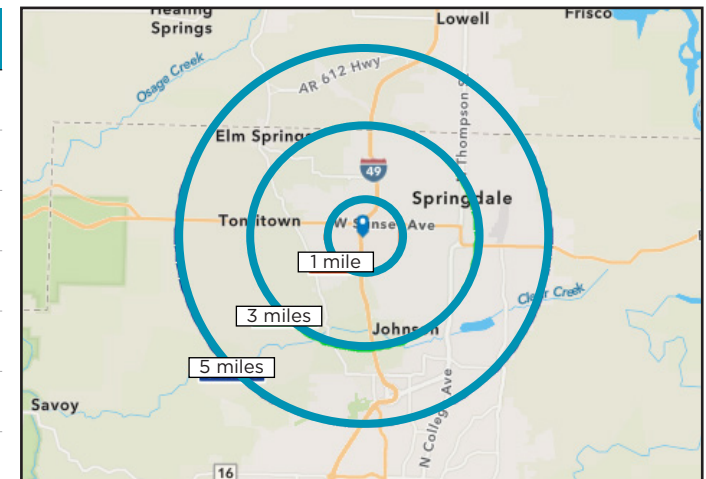 Healing
Springs
Lowell
Frisco
AR 612 Hwy
Osage Creek
N Thompson St
Elm Springs
49
Springdale
Tontitown
W Sunset Ave
1 mile
Clear Creek
3 miles
Johnson
5 miles
N College Ave
Savoy
16